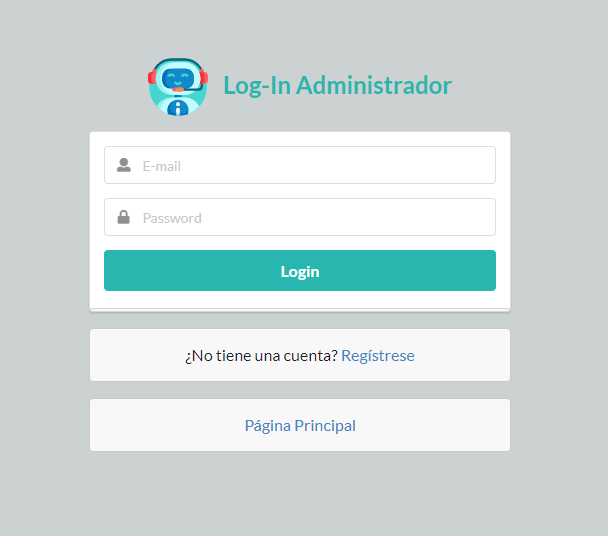 Log-In Administrador
E-mail
Password
Login
¿No tiene una cuenta? Regístrese
Página Principal